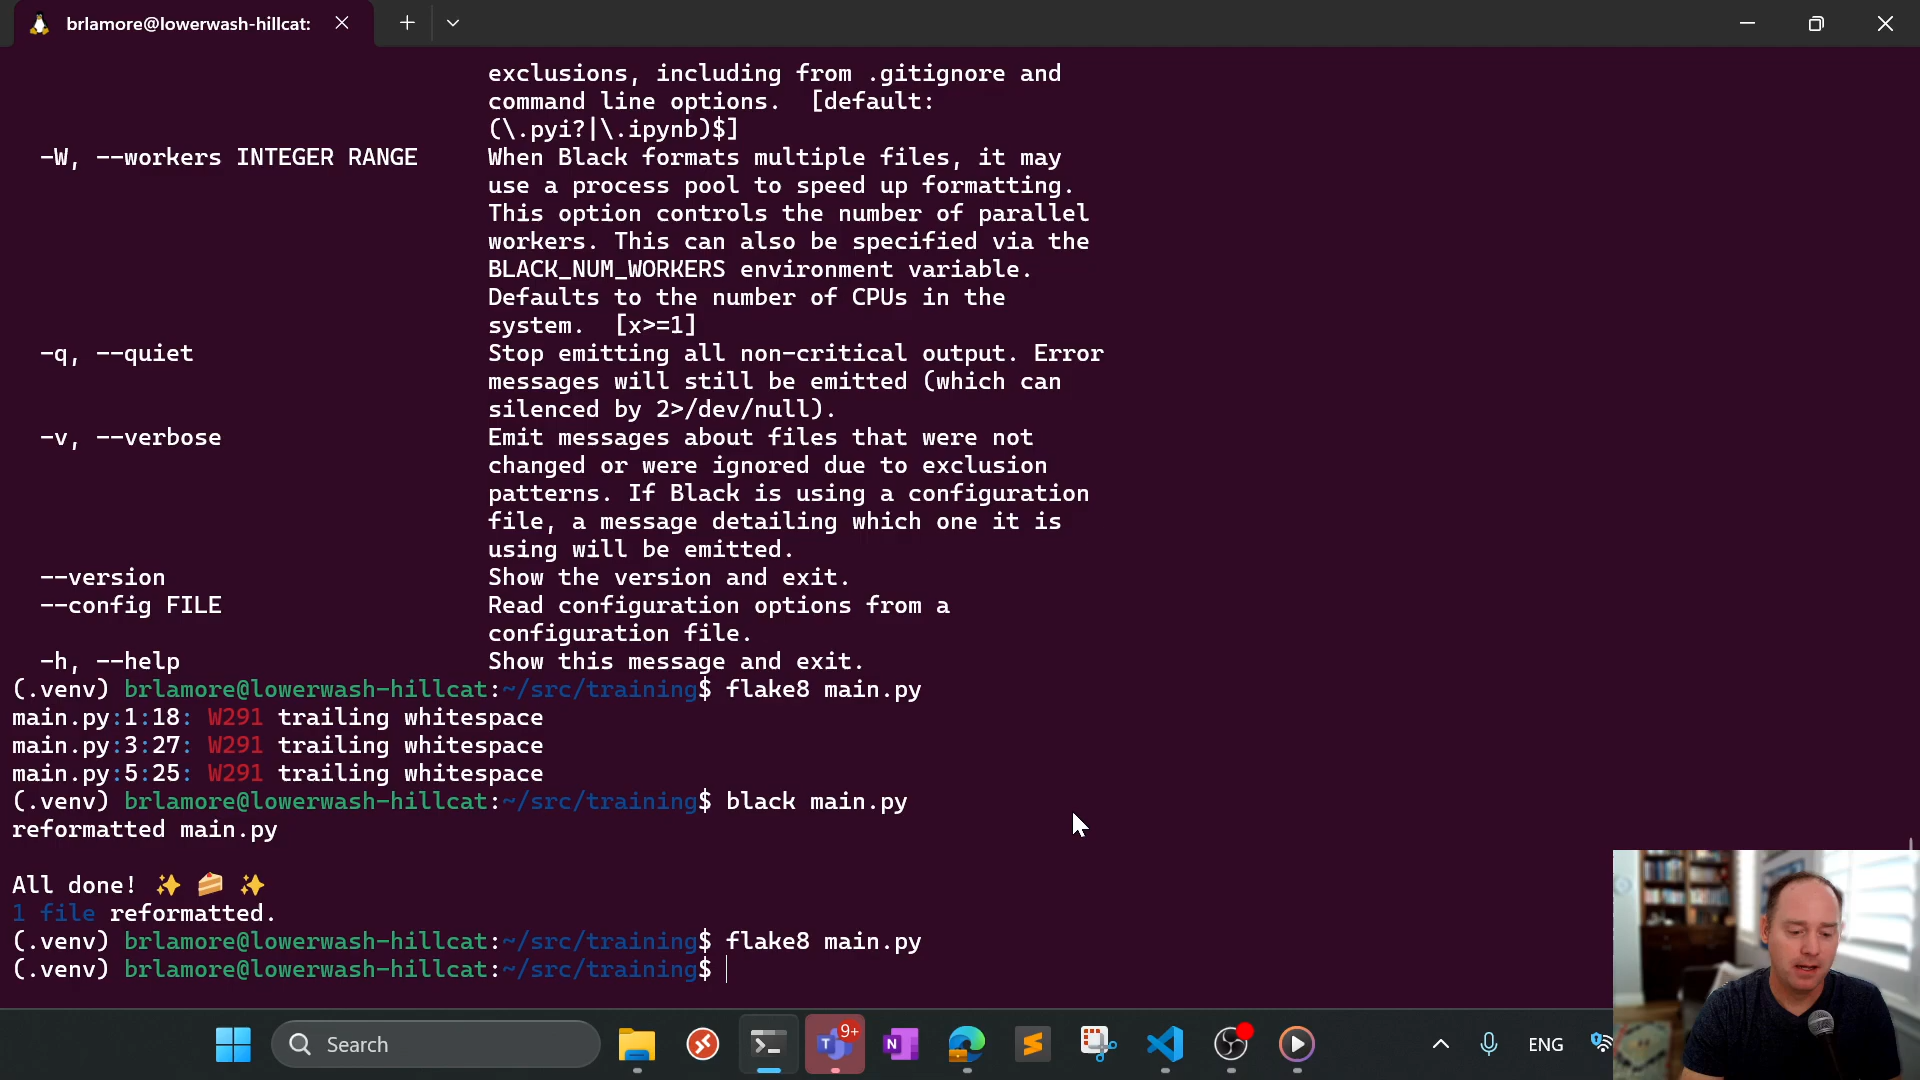 brlamore@lowerwash-hillcat:
exclusions, including from .gitignore and
command line options.  [default:
(\.pyi?|\.ipynb)$]
-W, --workers INTEGER RANGE     When Black formats multiple files, it may
use a process pool to speed up formatting.
This option controls the number of parallel
workers. This can also be specified via the
BLACK_NUM_WORKERS environment variable.
Defaults to the number of CPUs in the
system.  [x>=1]
-q, --quiet                     Stop emitting all non-critical output. Error
messages will still be emitted (which can
silenced by 2>/dev/null).
-v, --verbose                   Emit messages about files that were not
changed or were ignored due to exclusion
patterns. If Black is using a configuration
file, a message detailing which one it is
using will be emitted.
--version                       Show the version and exit.
--config FILE                   Read configuration options from a
configuration file.
-h, --help                      Show this message and exit.
(.venv) brlamore@lowerwash-hillcat:~/src/training$ flake8 main.py
main.py:1:18: W291 trailing whitespace
main.py:3:27: W291 trailing whitespace
main.py:5:25: W291 trailing whitespace
(.venv) brlamore@lowerwash-hillcat:~/src/training$ black main.py
reformatted main.py
All done! ✨ 🍰 ✨
1 file reformatted.
(.venv) brlamore@lowerwash-hillcat:~/src/training$ flake8 main.py
(.venv) brlamore@lowerwash-hillcat:~/src/training$
Search
9+
ENG